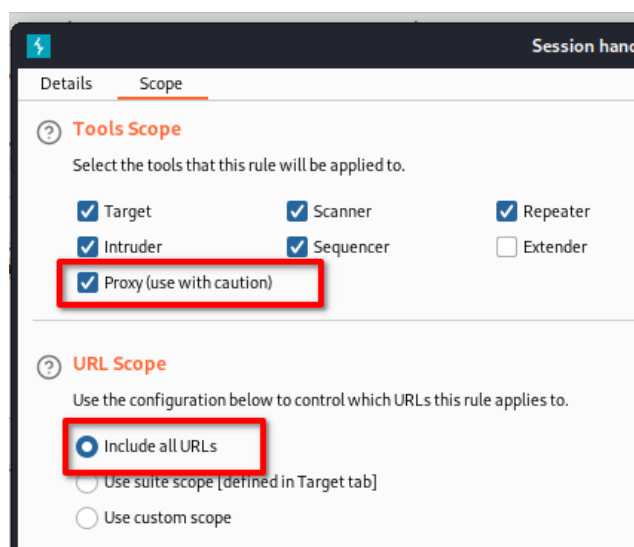 Session hand
Details Scope
Tools Scope
Select the tools that this rule will be applied to.
Target Scanner Repeater
Intruder Sequencer Extender
Proxy (use with caution)
URL Scope
Use the configuration below to control which URLs this rule applies to.
Include all URLs
Use suite scope [defined in Target tab]
Use custom scope